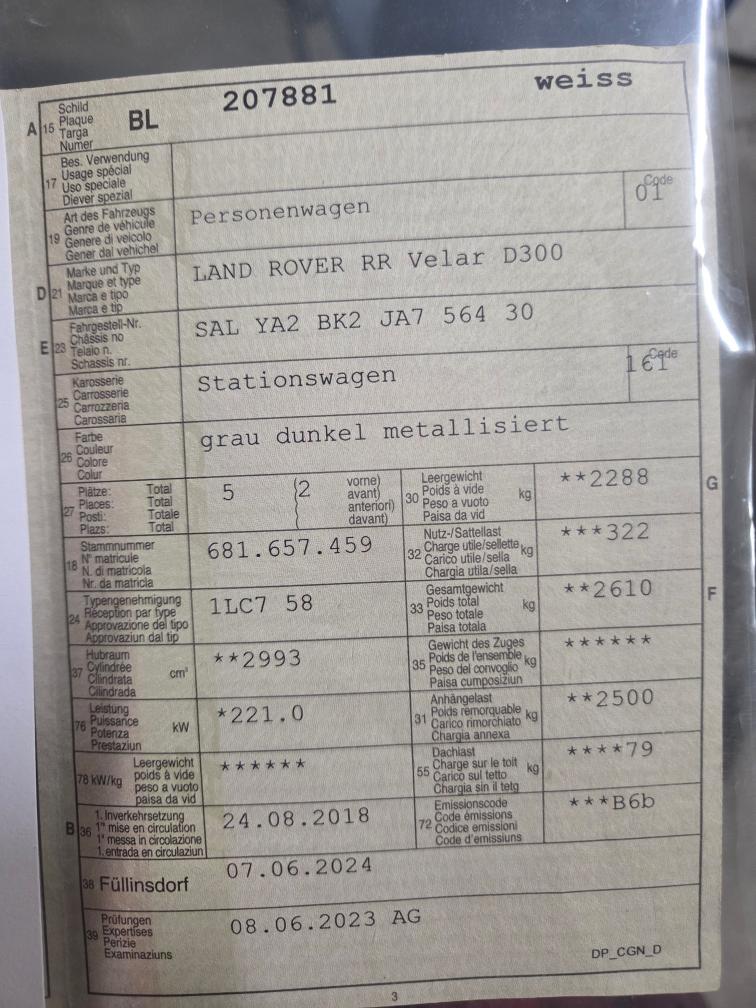 A 15 Schild Plaque Targa Numer BL 207881 weiss
17 Bes. Verwendung
Usage spécial
Uso speciale
Diever spezial
19 Art des Fahrzeugs
Genre de véhicule
Genere di veicolo
Gener dal vehichel
Personenwagen
Code
01
D 21 Marke und Typ
Marque et type
Marca e tipo
Marca e tip
LAND ROVER RR Velar D300
E 23 Fahrgestell-Nr.
Châssis no
Telaio n.
Schassis nr.
SAL YA2 BK2 JA7 564 30
25 Karosserie
Carrosserie
Carrozzeria
Carossaria
Stationswagen
Code
161
26 Farbe
Couleur
Colore
Colur
grau dunkel metallisiert
27 Plätze: Total
Places: Total
Posti: Totale
Plazs: Total
5 (2 vorne)
avant)
anteriori)
davant)
30 Leergewicht
Poids à vide
Peso a vuoto
Paisa da vid
kg
**2288
G
18 Stammnummer
N° matricule
N. di matricola
Nr. da matricla
681.657.459
32 Nutz-/Sattellast
Charge utile/sellette
Carico utile/sella
Chargia utila/sella
kg
***322
24 Typengenehmigung
Réception par type
Approvazione del tipo
Approvaziun dal tip
1LC7 58
33 Gesamtgewicht
Poids total
Peso totale
Paisa totala
kg
**2610
F
37 Hubraum
Cylindrée
Cilindrata
Cilindrada
cm³
**2993
35 Gewicht des Zuges
Poids de l'ensemble
Peso del convoglio
Paisa cumposiziun
kg
******
76 Leistung
Puissance
Potenza
Prestaziun
kW
*221.0
31 Anhängelast
Poids remorquable
Carico rimorchiato
Chargia annexa
kg
**2500
78 kW/kg Leergewicht
poids à vide
peso a vuoto
paisa da vid
******
55 Dachlast
Charge sur le toit
Carico sul tetto
Chargia sin il tetg
kg
****79
B 36 1. Inverkehrsetzung
1re mise en circulation
1a messa in circolazione
1. entrada en circulaziun
24.08.2018
72 Emissionscode
Code émissions
Codice emissioni
Code d'emissiuns
***B6b
38 Füllinsdorf 07.06.2024
39 Prüfungen
Expertises
Perizie
Examinaziuns
08.06.2023 AG
DP_CGN_D
3